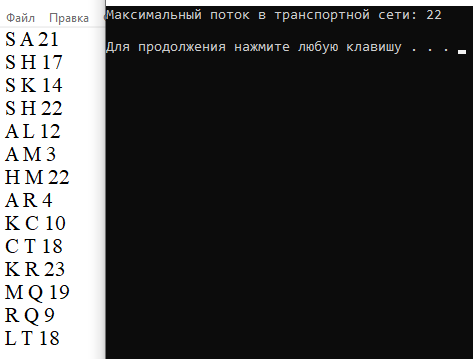 Файл Правка
S A 21
S H 17
S K 14
S H 22
A L 12
A M 3
H M 22
A R 4
K C 10
C T 18
K R 23
M Q 19
R Q 9
L T 18
Максимальный поток в транспортной сети: 22
Для продолжения нажмите любую клавишу . . .